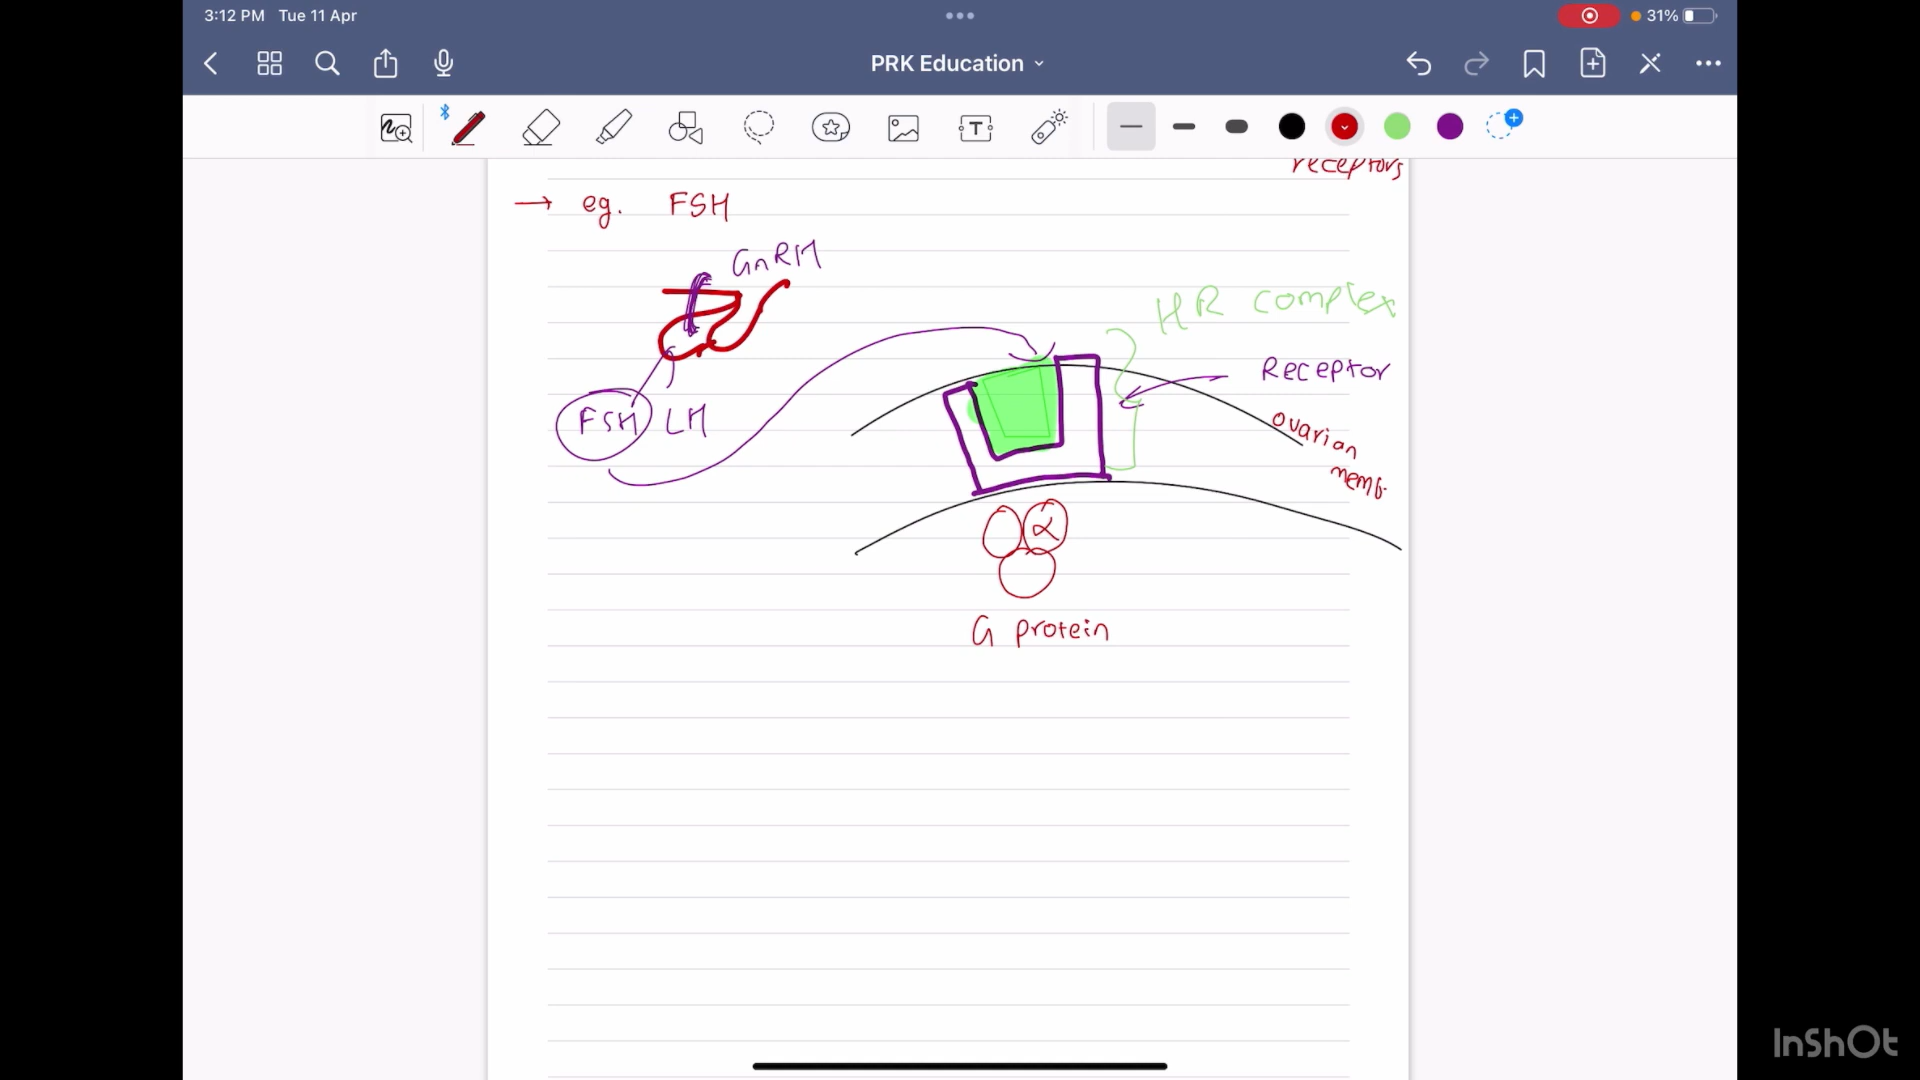 3:12 PM Tue 11 Apr
31%
PRK Education
T
receptors
→ eg. FSH
GnRH
HR complex
Receptor
FSH LH
ovarian
memb.
α
G protein
InShOt